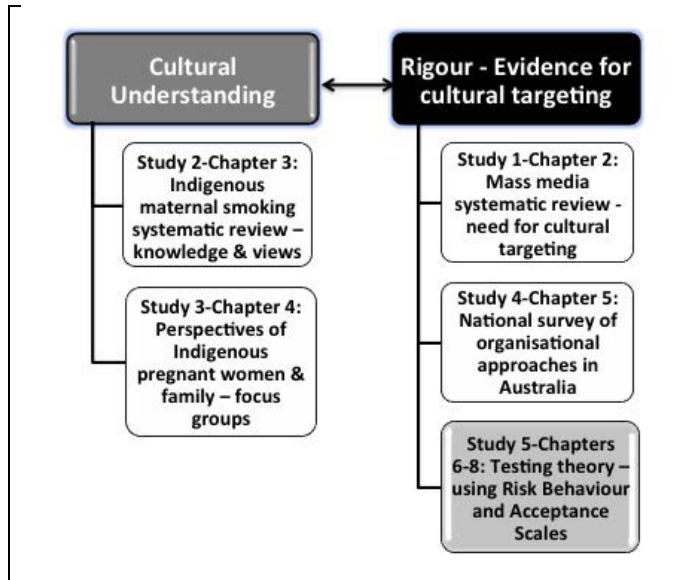 Cultural
Understanding
Study 2-Chapter 3:
Indigenous
maternal smoking
systematic review –
knowledge & views
Study 3-Chapter 4:
Perspectives of
Indigenous
pregnant women &
family – focus
groups
Rigour - Evidence for
cultural targeting
Study 1-Chapter 2:
Mass media
systematic review -
need for cultural
targeting
Study 4-Chapter 5:
National survey of
organisational
approaches in
Australia
Study 5-Chapters
6-8: Testing theory –
using Risk Behaviour
and Acceptance
Scales